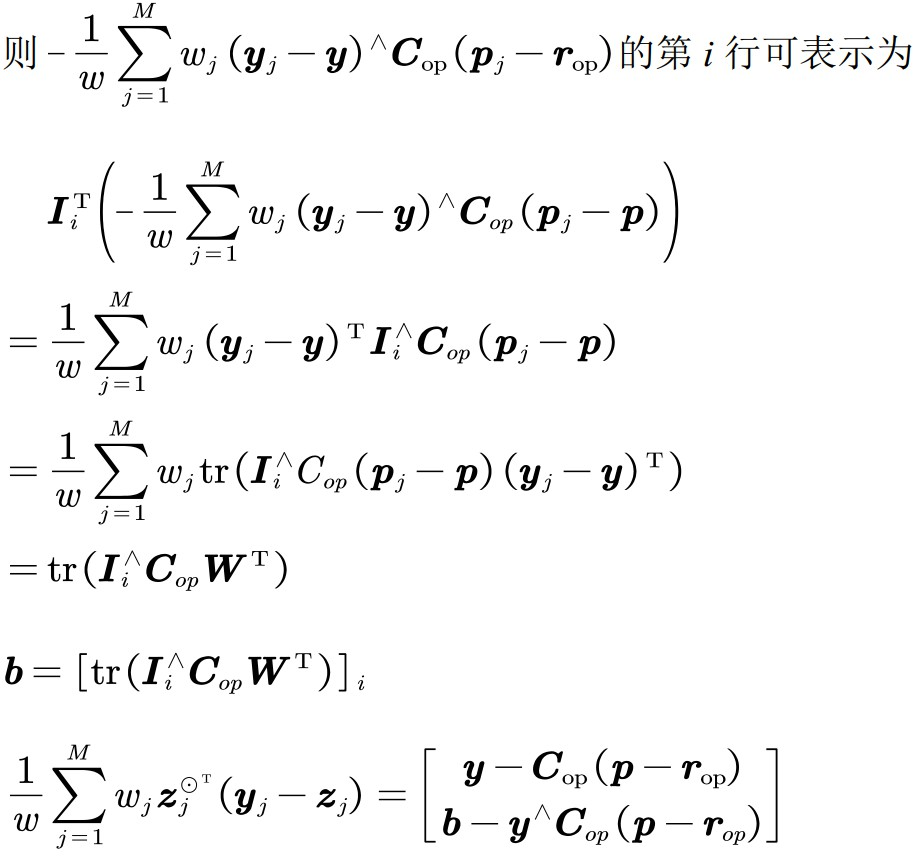 则 $-\frac{1}{w}\sum_{j=1}^{M} w_j(\boldsymbol{y}_j-\boldsymbol{y})^{\wedge}\boldsymbol{C}_{\mathrm{op}}(\boldsymbol{p}_j-\boldsymbol{r}_{\mathrm{op}})$ 的第 $i$ 行可表示为
$\boldsymbol{I}_i^{\mathrm{T}}\left(-\frac{1}{w}\sum_{j=1}^{M} w_j(\boldsymbol{y}_j-\boldsymbol{y})^{\wedge}\boldsymbol{C}_{op}(\boldsymbol{p}_j-\boldsymbol{p})\right)$
$=\frac{1}{w}\sum_{j=1}^{M} w_j(\boldsymbol{y}_j-\boldsymbol{y})^{\mathrm{T}}\boldsymbol{I}_i^{\wedge}\boldsymbol{C}_{op}(\boldsymbol{p}_j-\boldsymbol{p})$
$=\frac{1}{w}\sum_{j=1}^{M} w_j\mathrm{tr}(\boldsymbol{I}_i^{\wedge}C_{op}(\boldsymbol{p}_j-\boldsymbol{p})(\boldsymbol{y}_j-\boldsymbol{y})^{\mathrm{T}})$
$=\mathrm{tr}(\boldsymbol{I}_i^{\wedge}\boldsymbol{C}_{op}\boldsymbol{W}^{\mathrm{T}})$
$\boldsymbol{b}=[\mathrm{tr}(\boldsymbol{I}_i^{\wedge}\boldsymbol{C}_{op}\boldsymbol{W}^{\mathrm{T}})]_i$
$\frac{1}{w}\sum_{j=1}^{M} w_j\boldsymbol{z}_j^{\odot^{\mathrm{T}}}(\boldsymbol{y}_j-\boldsymbol{z}_j)=\begin{bmatrix}\boldsymbol{y}-\boldsymbol{C}_{\mathrm{op}}(\boldsymbol{p}-\boldsymbol{r}_{\mathrm{op}})\\ \boldsymbol{b}-\boldsymbol{y}^{\wedge}\boldsymbol{C}_{op}(\boldsymbol{p}-\boldsymbol{r}_{op})\end{bmatrix}$